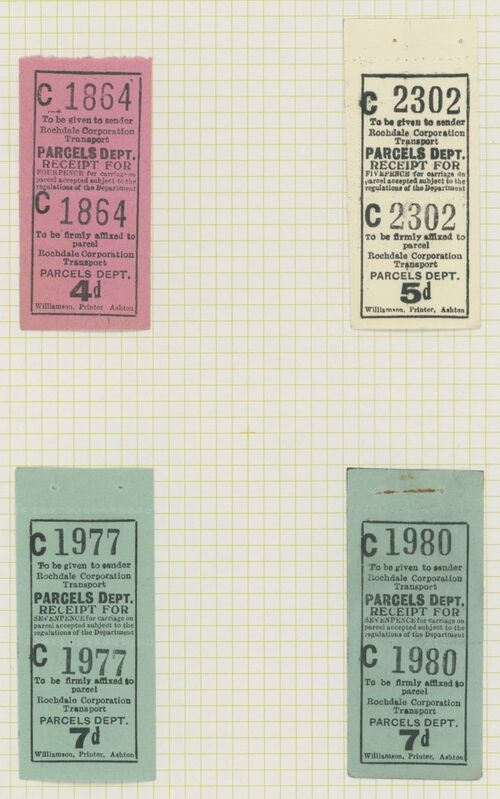 C 1864
To be given to sender
Rochdale Corporation
Transport
PARCELS DEPT.
RECEIPT FOR
FOURPENCE for carriage on
parcel accepted subject to the
regulations of the Department
C 1864
To be firmly affixed to
parcel
Rochdale Corporation
Transport
PARCELS DEPT.
4d
Williamson, Printer, Ashton
C 2302
To be given to sender
Rochdale Corporation
Transport
PARCELS DEPT.
RECEIPT FOR
FIVEPENCE for carriage on
parcel accepted subject to the
regulations of the Department
C 2302
To be firmly affixed to
parcel
Rochdale Corporation
Transport
PARCELS DEPT.
5d
Williamson, Printer, Ashton
C 1977
To be given to sender
Rochdale Corporation
Transport
PARCELS DEPT.
RECEIPT FOR
SEVENPENCE for carriage on
parcel accepted subject to the
regulations of the Department
C 1977
To be firmly affixed to
parcel
Rochdale Corporation
Transport
PARCELS DEPT.
7d
Williamson, Printer, Ashton
C 1980
To be given to sender
Rochdale Corporation
Transport
PARCELS DEPT.
RECEIPT FOR
SEVENPENCE for carriage on
parcel accepted subject to the
regulations of the Department
C 1980
To be firmly affixed to
parcel
Rochdale Corporation
Transport
PARCELS DEPT.
7d
Williamson, Printer, Ashton